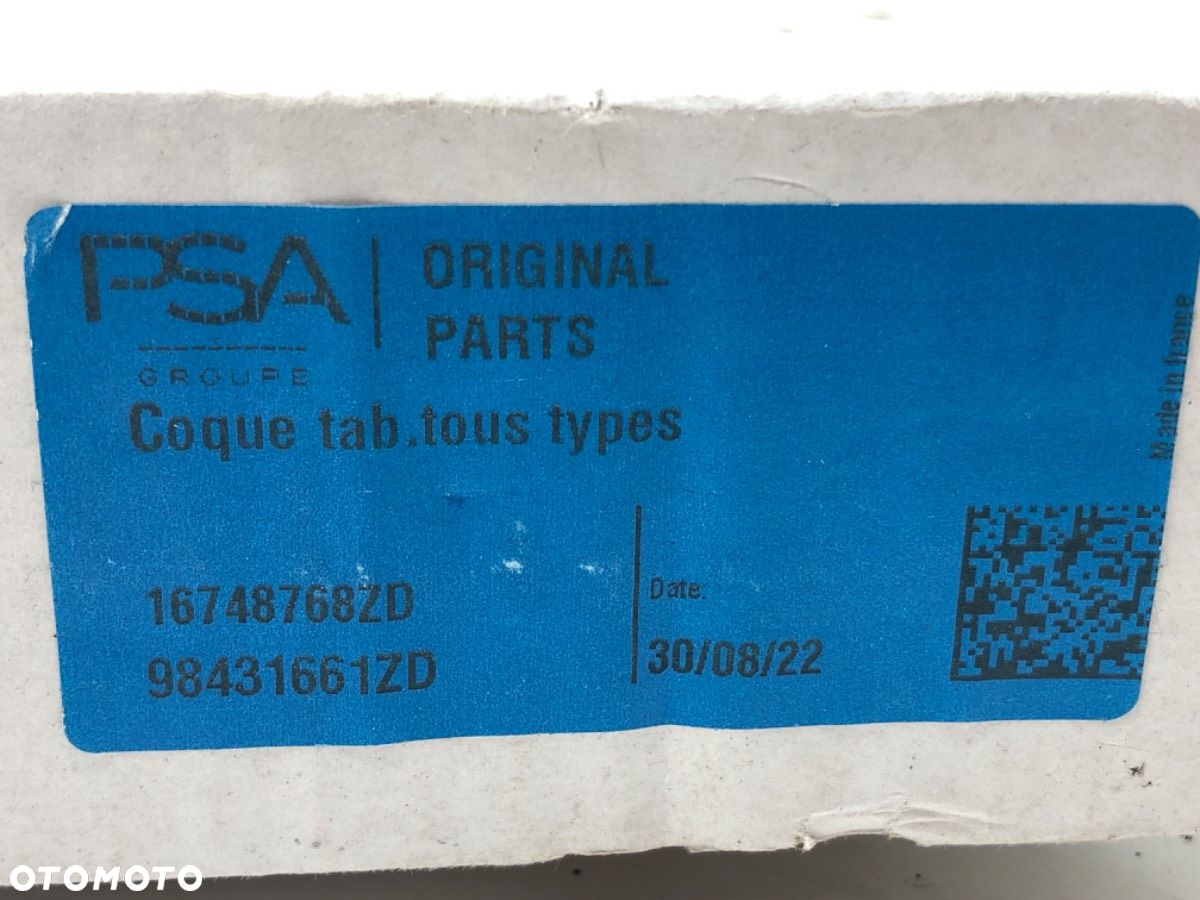 PSA
GROUPE
ORIGINAL
PARTS
Coque tab.tous types
Made in france
16748768ZD
98431661ZD
Date:
30/08/22
OTOMOTO